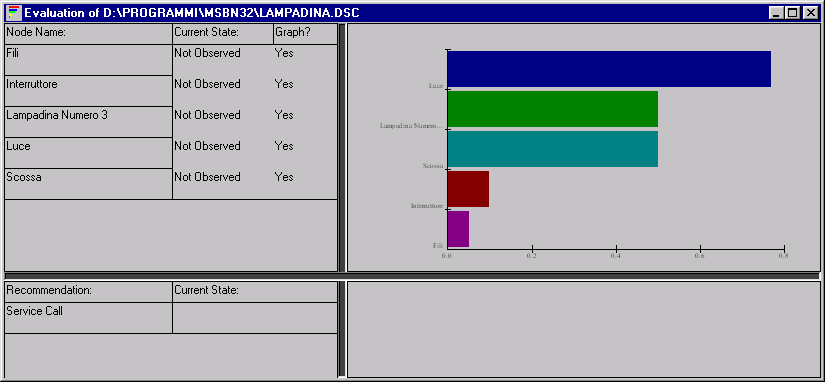 Evaluation of D:\PROGRAMMI\MSBN32\LAMPADINA.DSC
Node Name: Current State: Graph?
Fili Not Observed Yes
Interruttore Not Observed Yes
Lampadina Numero 3 Not Observed Yes
Luce Not Observed Yes
Scossa Not Observed Yes
Luce
Lampadina Numero...
Scossa
Interruttore
Fili
0.0 0.2 0.4 0.6 0.8
Recommendation: Current State:
Service Call